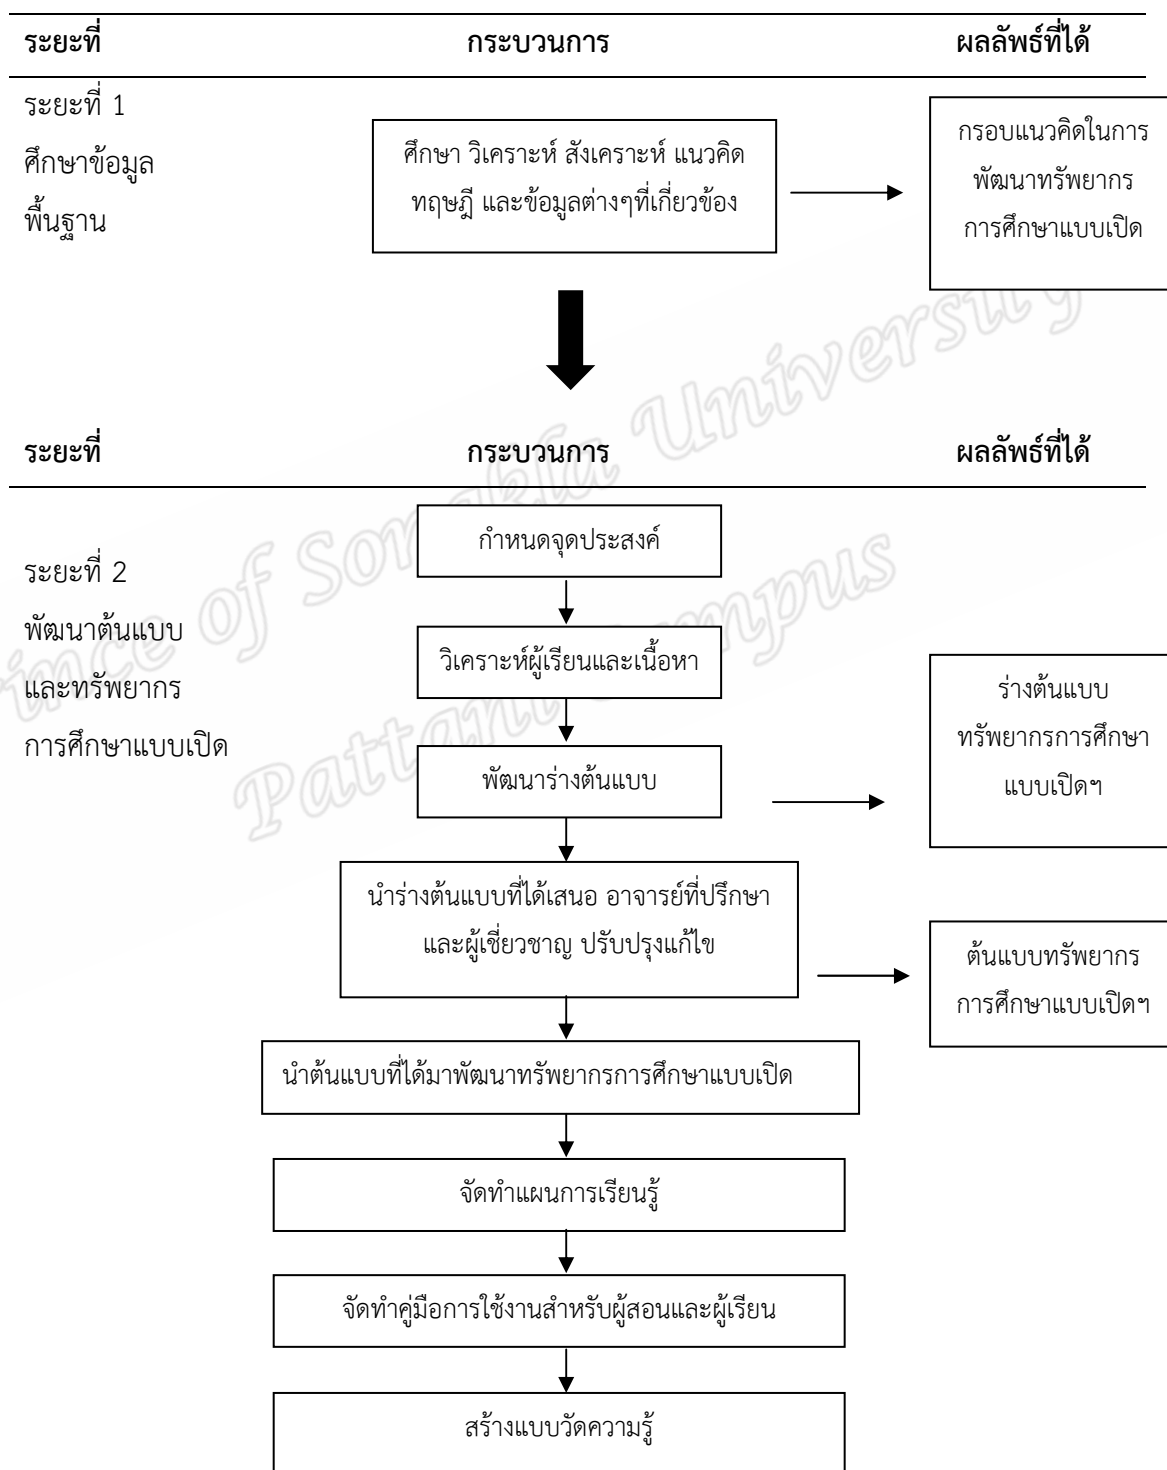 ระยะที่ กระบวนการ ผลลัพธ์ที่ได้
ระยะที่ 1
ศึกษาข้อมูล
พื้นฐาน
ศึกษา วิเคราะห์ สังเคราะห์ แนวคิด
ทฤษฎี และข้อมูลต่างๆที่เกี่ยวข้อง
กรอบแนวคิดในการ
พัฒนาทรัพยากร
การศึกษาแบบเปิด
ระยะที่ กระบวนการ ผลลัพธ์ที่ได้
ระยะที่ 2
พัฒนาต้นแบบ
และทรัพยากร
การศึกษาแบบเปิด
กำหนดจุดประสงค์
วิเคราะห์ผู้เรียนและเนื้อหา
พัฒนาร่างต้นแบบ
ร่างต้นแบบ
ทรัพยากรการศึกษา
แบบเปิดฯ
นำร่างต้นแบบที่ได้เสนอ อาจารย์ที่ปรึกษา
และผู้เชี่ยวชาญ ปรับปรุงแก้ไข
ต้นแบบทรัพยากร
การศึกษาแบบเปิดฯ
นำต้นแบบที่ได้มาพัฒนาทรัพยากรการศึกษาแบบเปิด
จัดทำแผนการเรียนรู้
จัดทำคู่มือการใช้งานสำหรับผู้สอนและผู้เรียน
สร้างแบบวัดความรู้
of Songkla University
Pattani Campus